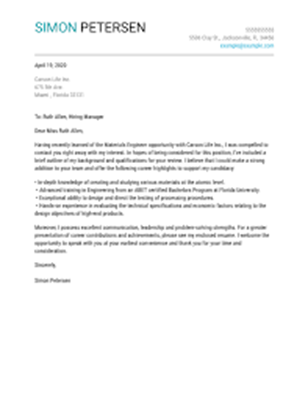 SIMON PETERSEN
5556 Clay St., Jacksonville, FL
example@example.com
April 19, 2020
Carson Life Inc.
Miami, Florida
To: Ruth Allen, Hiring Manager
Dear Miss Ruth Allen,
Having recently learned of the Materials Engineer opportunity with Carson Life Inc., I was compelled to
contact you right away with my interest. In hopes of being considered for this position, I've included a
brief outline of my background and qualifications for your review. I believe that I could make a strong
addition to your team and offer the following career highlights to support my candidacy:
• In-depth knowledge of creating and studying various materials at the atomic level.
• Advanced training in Engineering from an ABET certified Bachelors Program at Florida University
• Exceptional ability to design and direct the testing of processing procedures.
• Hands-on experience in evaluating the technical specifications and economic factors relating to the
design objectives of high-end products.
Moreover, I possess excellent communication, leadership and problem-solving strengths. For a greater
presentation of career contributions and achievements, please see my enclosed resume. I welcome the
opportunity to speak with you at your earliest convenience and thank you for your time and
consideration.
Sincerely,
Simon Petersen